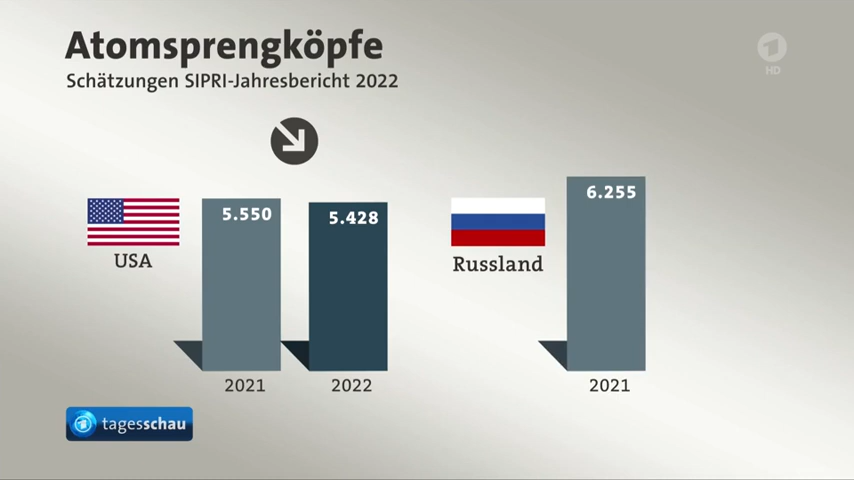 Atomsprengköpfe
Schätzungen SIPRI-Jahresbericht 2022
1
HD
5.550
5.428
6.255
USA
Russland
2021
2022
2021
1 tagesschau